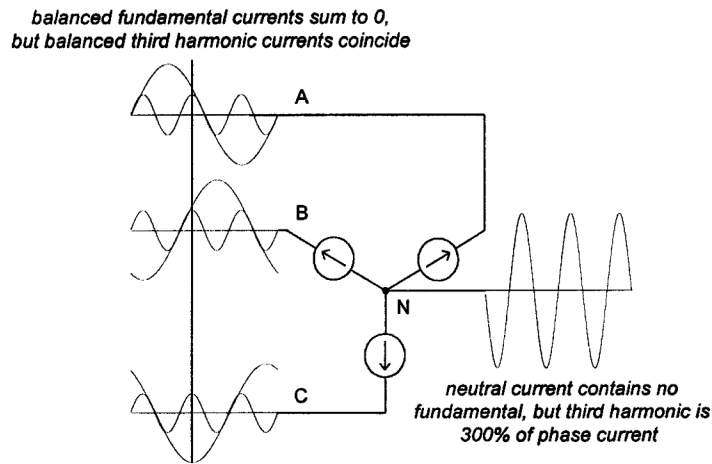 balanced fundamental currents sum to 0,
but balanced third harmonic currents coincide
A
B
N
C
neutral current contains no
fundamental, but third harmonic is
300% of phase current